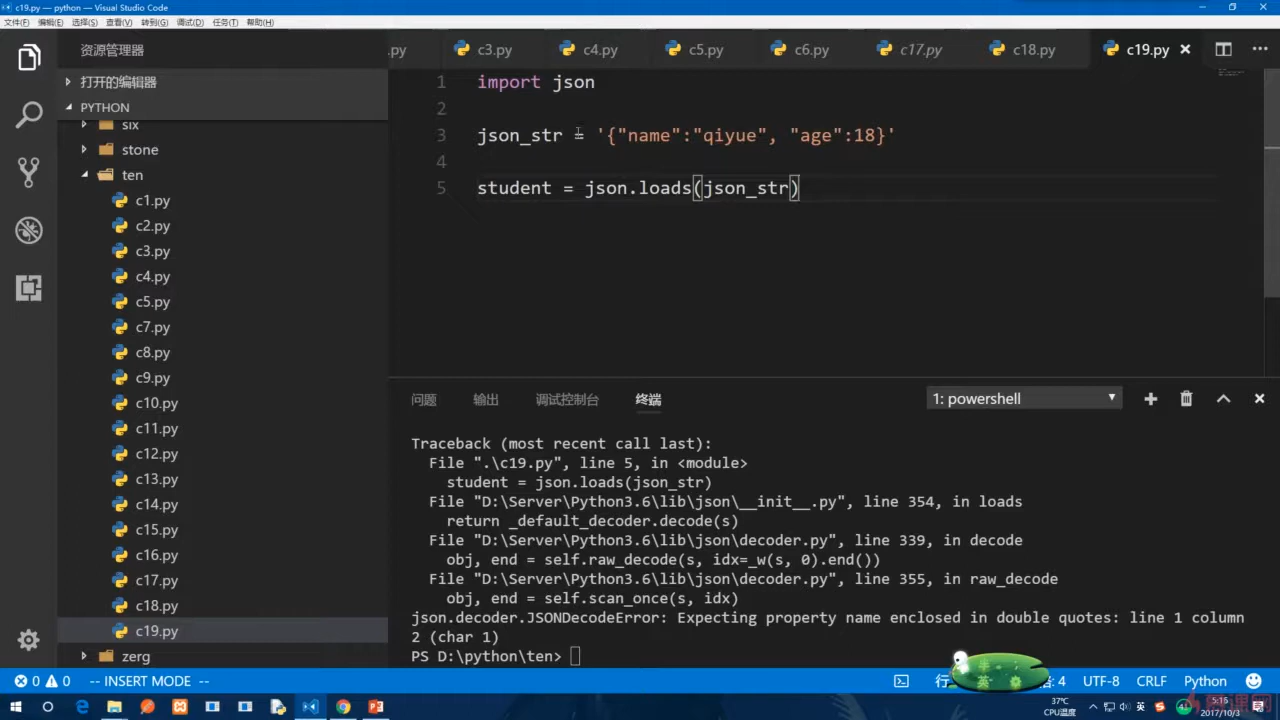 c19.py - python - Visual Studio Code
文件(F) 编辑(E) 选择(S) 查看(V) 转到(G) 调试(D) 任务(T) 帮助(H)
资源管理器
.py c3.py c4.py c5.py c6.py c17.py c18.py c19.py
打开的编辑器
PYTHON
six
stone
ten
c1.py
c2.py
c3.py
c4.py
c5.py
c7.py
c8.py
c9.py
c10.py
c11.py
c12.py
c13.py
c14.py
c15.py
c16.py
c17.py
c18.py
c19.py
zerg
1 import json
2
3 json_str = '{"name":"qiyue", "age":18}'
4
5 student = json.loads(json_str)
问题 输出 调试控制台 终端 1: powershell
Traceback (most recent call last):
File ".\c19.py", line 5, in <module>
student = json.loads(json_str)
File "D:\Server\Python3.6\lib\json\__init__.py", line 354, in loads
return _default_decoder.decode(s)
File "D:\Server\Python3.6\lib\json\decoder.py", line 339, in decode
obj, end = self.raw_decode(s, idx=_w(s, 0).end())
File "D:\Server\Python3.6\lib\json\decoder.py", line 355, in raw_decode
obj, end = self.scan_once(s, idx)
json.decoder.JSONDecodeError: Expecting property name enclosed in double quotes: line 1 column
2 (char 1)
PS D:\python\ten>
0 0 -- INSERT MODE -- 行 4 UTF-8 CRLF Python
37℃
CPU温度
英
5:16
2017/10/3